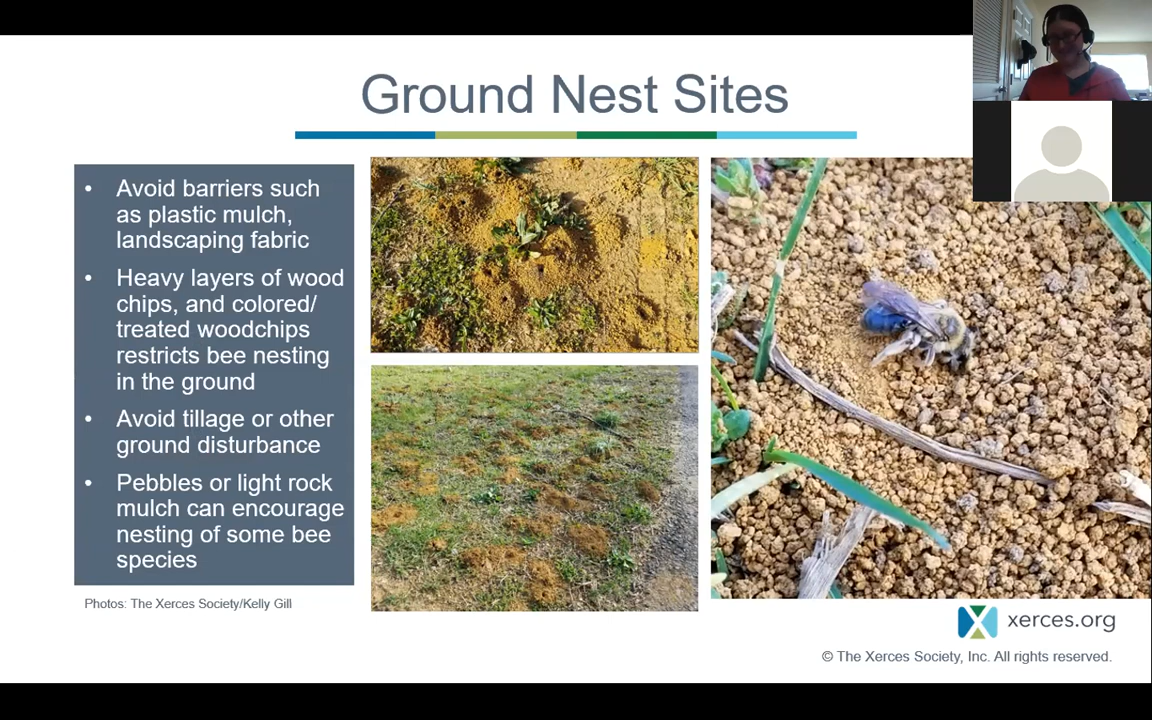 Ground Nest Sites
• Avoid barriers such
as plastic mulch,
landscaping fabric
• Heavy layers of wood
chips, and colored/
treated woodchips
restricts bee nesting
in the ground
• Avoid tillage or other
ground disturbance
• Pebbles or light rock
mulch can encourage
nesting of some bee
species
Photos: The Xerces Society/Kelly Gill
xerces.org
© The Xerces Society, Inc. All rights reserved.